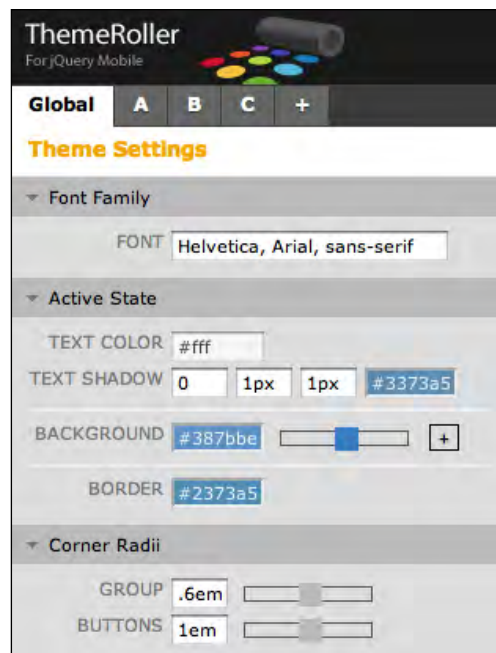 ThemeRoller
For jQuery Mobile
Global A B C +
Theme Settings
Font Family
FONT Helvetica, Arial, sans-serif
Active State
TEXT COLOR #fff
TEXT SHADOW 0 1px 1px #3373a5
BACKGROUND #387bbe +
BORDER #2373a5
Corner Radii
GROUP .6em
BUTTONS 1em